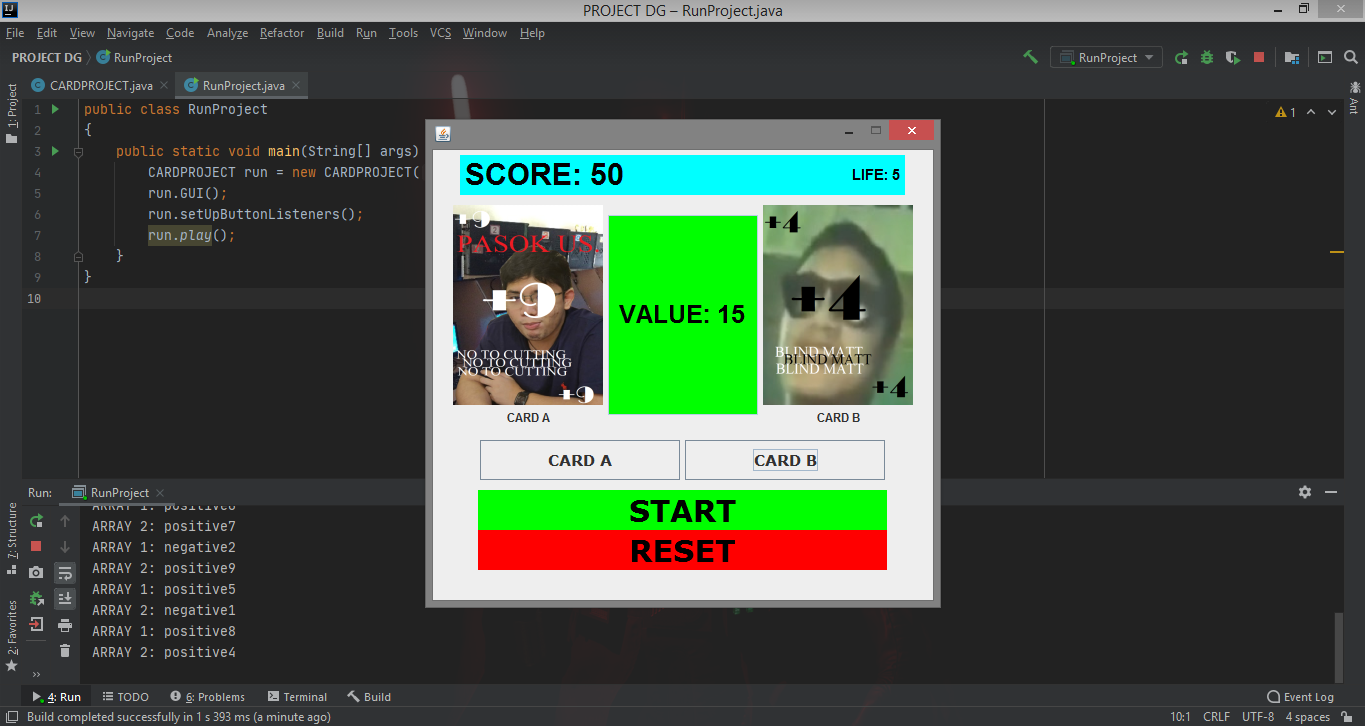 PROJECT DG – RunProject.java
File Edit View Navigate Code Analyze Refactor Build Run Tools VCS Window Help
PROJECT DG RunProject
RunProject
CARDPROJECT.java RunProject.java
1: Project
Ant
1 public class RunProject
2 {
3 public static void main(String[] args)
4 CARDPROJECT run = new CARDPROJECT(
5 run.GUI();
6 run.setUpButtonListeners();
7 run.play();
8 }
9 }
10
1
SCORE: 50
LIFE: 5
+9
PASOK US.
+9
NO TO CUTTING
NO TO CUTTING
NO TO CUTTING
+9
CARD A
VALUE: 15
+4
+4
BLIND MATT
BLIND MATT
BLIND MATT
+4
CARD B
CARD A
CARD B
START
RESET
Run: RunProject
7: Structure
2: Favorites
ARRAY 2: positive7
ARRAY 1: negative2
ARRAY 2: positive9
ARRAY 1: positive5
ARRAY 2: negative1
ARRAY 1: positive8
ARRAY 2: positive4
4: Run TODO 6: Problems Terminal Build Event Log
Build completed successfully in 1 s 393 ms (a minute ago) 10:1 CRLF UTF-8 4 spaces